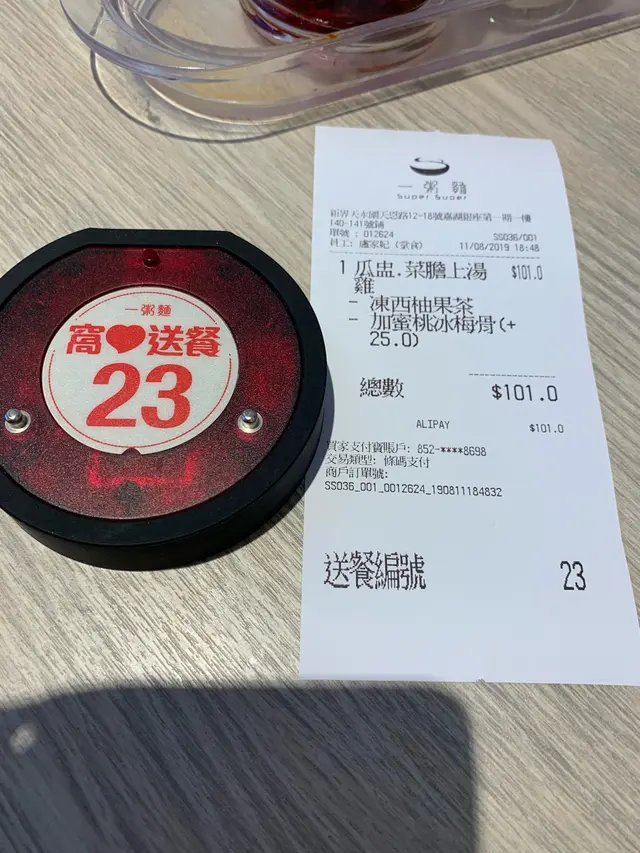 一粥麵
窩❤送餐
23
一粥麵
Super Super
新界天水圍天恩路12-18號嘉湖銀座第一期一樓
140-141號舖
單號 : 012624
SS036/001
員工: 盧家妃 (堂食)
11/08/2019 18:48
1 瓜盅.菜膽上湯雞 $101.0
- 凍西柚果茶
- 加蜜桃冰梅骨(+
25.0)
總數 $101.0
ALIPAY $101.0
買家支付寶賬戶: 852-****8698
交易類型: 條碼支付
商戶訂單號:
SS036_001_0012624_190811184832
送餐編號 23